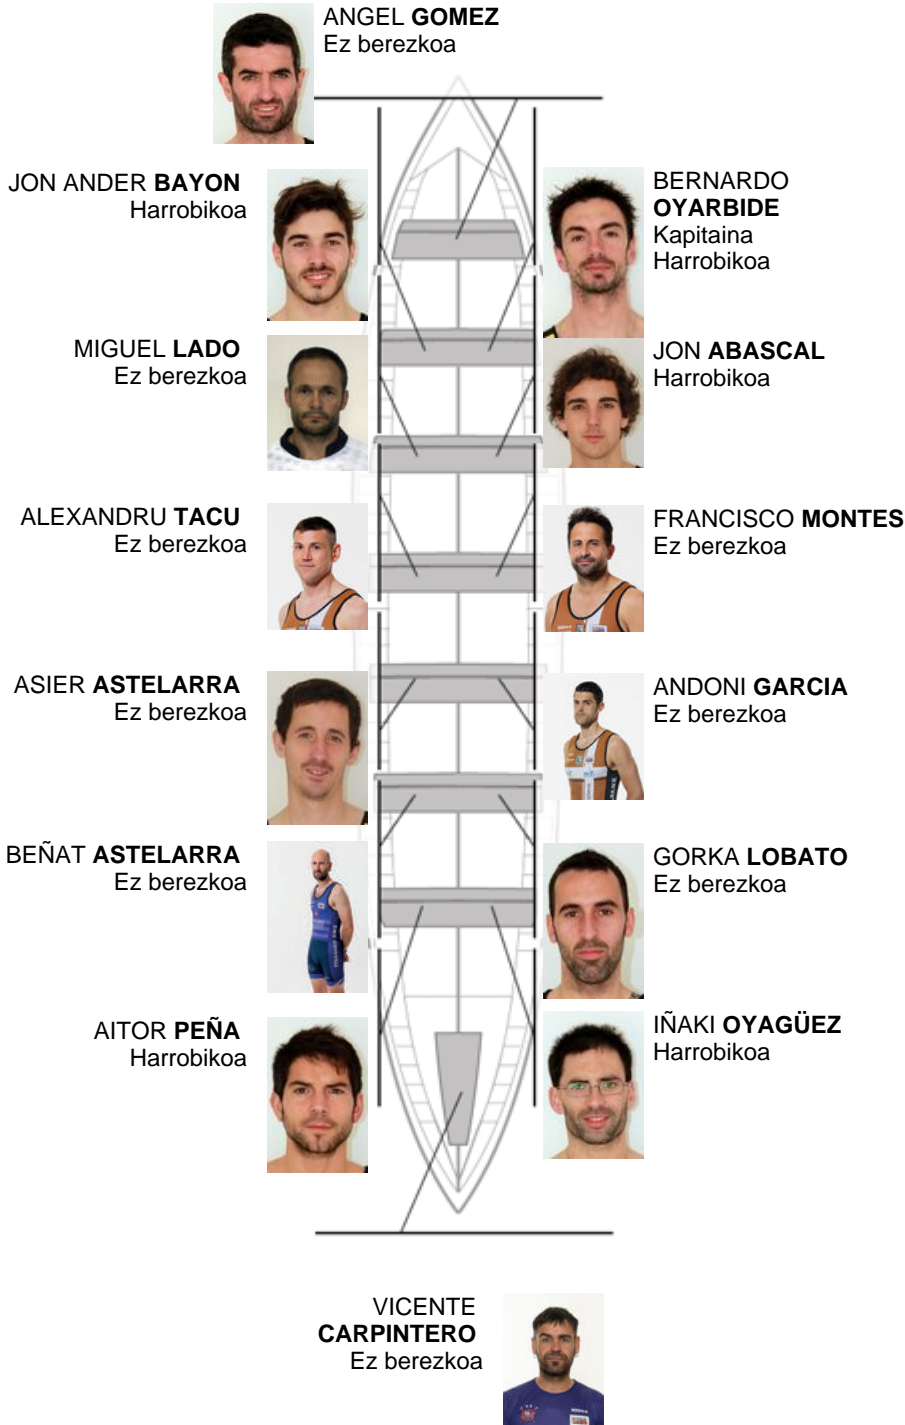 ANGEL GOMEZ
Ez berezkoa
JON ANDER BAYON
Harrobikoa
BERNARDO
OYARBIDE
Kapitaina
Harrobikoa
MIGUEL LADO
Ez berezkoa
JON ABASCAL
Harrobikoa
ALEXANDRU TACU
Ez berezkoa
FRANCISCO MONTES
Ez berezkoa
ASIER ASTELARRA
Ez berezkoa
ANDONI GARCIA
Ez berezkoa
BEÑAT ASTELARRA
Ez berezkoa
GORKA LOBATO
Ez berezkoa
AITOR PEÑA
Harrobikoa
IÑAKI OYAGÜEZ
Harrobikoa
VICENTE
CARPINTERO
Ez berezkoa